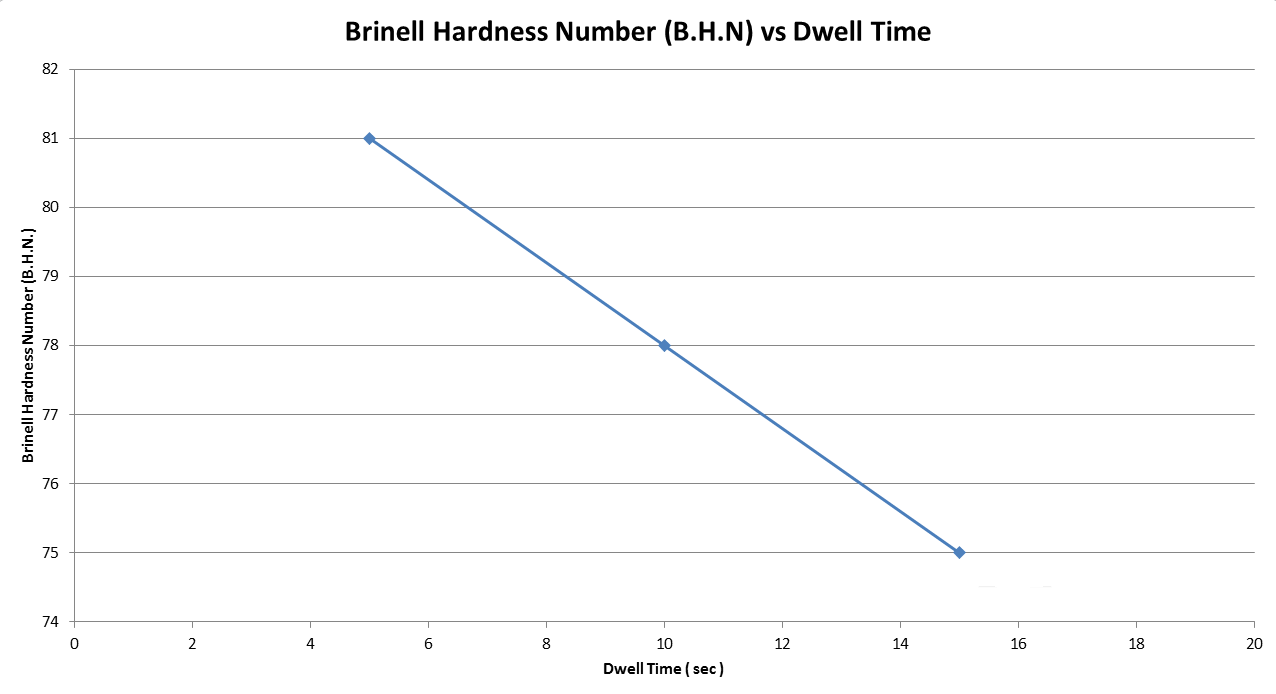 Brinell Hardness Number (B.H.N) vs Dwell Time
82
81
80
79
78
77
76
75
74
Brinell Hardness Number (B.H.N.)
0 2 4 6 8 10 12 14 16 18 20
Dwell Time ( sec )